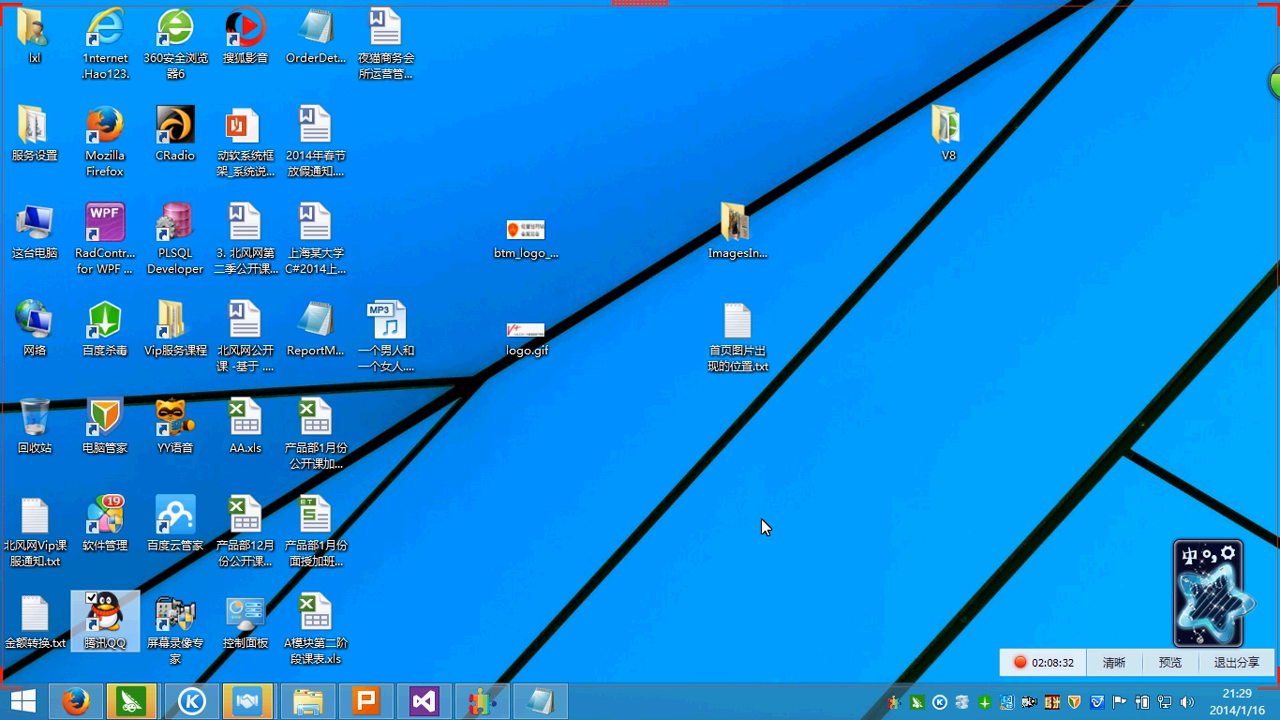 lxl
1nternet
.Hao123.
360安全浏览
器6
搜狐影音
OrderDet...
夜猫商务会
所运营管...
服务设置
Mozilla
Firefox
CRadio
动软系统框
架_系统说...
2014年春节
放假通知....
V8
WPF
这台电脑
RadContr...
for WPF ...
PLSQL
Developer
3. 北风网第
二季公开课...
上海某大学
C#2014上...
btm_logo_...
ImagesIn...
网络
百度杀毒
Vip服务课程
北风网公开
课 -基于 ....
ReportM...
MP3
一个男人和
一个女人....
logo.gif
首页图片出
现的位置.txt
回收站
电脑管家
YY语音
AA.xls
产品部1月份
公开课加...
北风网Vip课
服通知.txt
19
软件管理
百度云管家
产品部12月
份公开课...
产品部1月份
面授加班...
金额转换.txt
腾讯QQ
屏幕录像专
家
控制面板
A模块第二阶
段课表.xls
中
02:08:32
清晰
预览
退出分享
21:29
2014/1/16